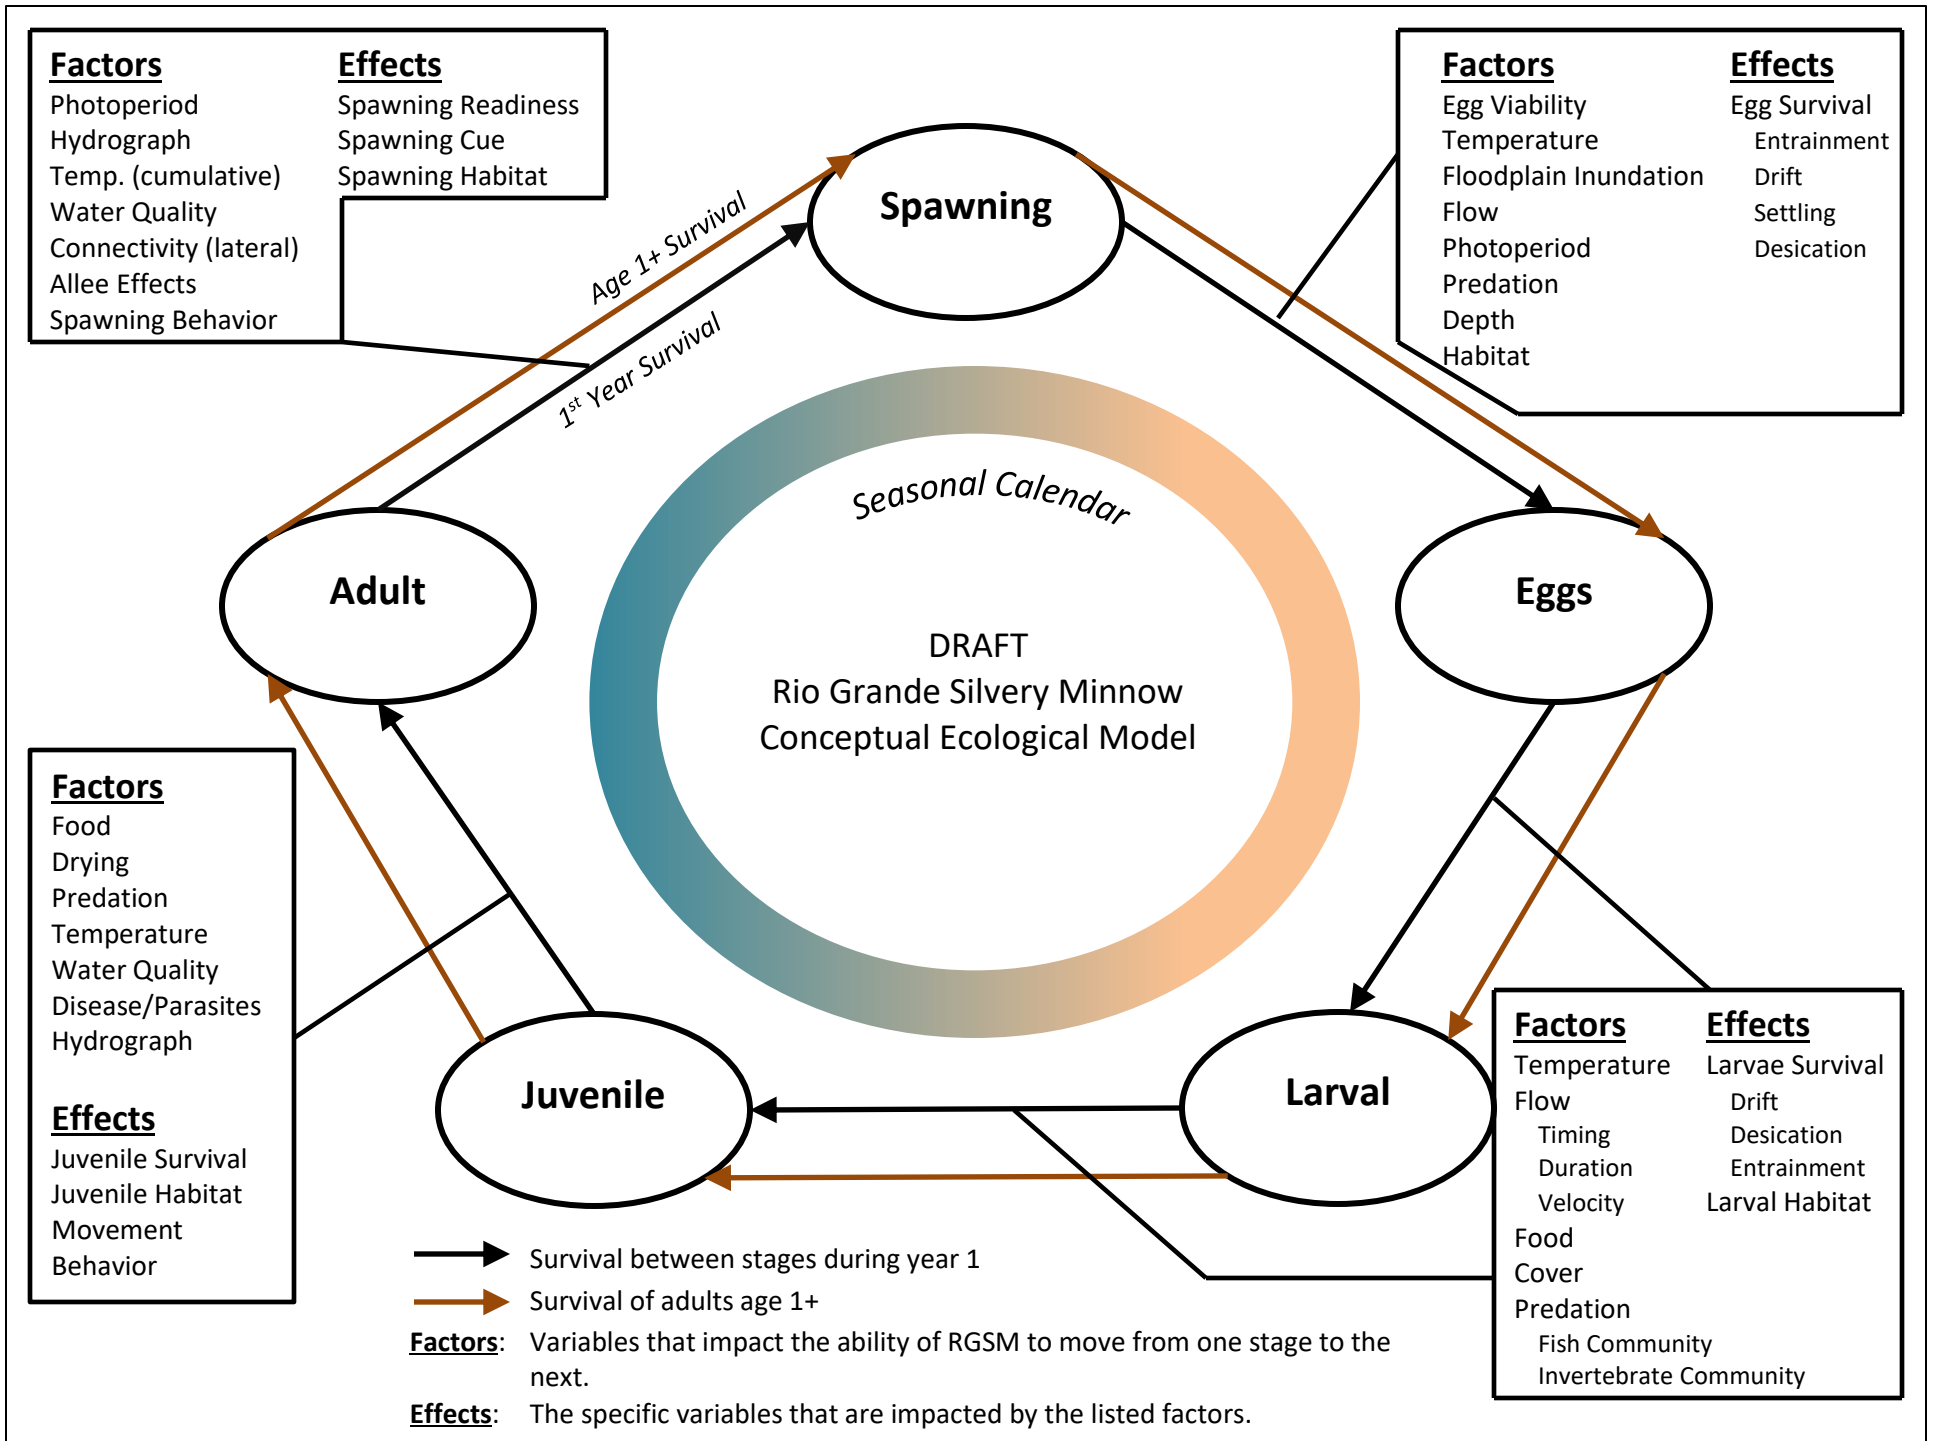 Factors
Photoperiod
Hydrograph
Temp. (cumulative)
Water Quality
Connectivity (lateral)
Allee Effects
Spawning Behavior
Effects
Spawning Readiness
Spawning Cue
Spawning Habitat
Age 1+ Survival
1st Year Survival
Spawning
Factors
Egg Viability
Temperature
Floodplain Inundation
Flow
Photoperiod
Predation
Depth
Habitat
Effects
Egg Survival
Entrainment
Drift
Settling
Desication
Seasonal Calendar
Adult
Eggs
DRAFT
Rio Grande Silvery Minnow
Conceptual Ecological Model
Factors
Food
Drying
Predation
Temperature
Water Quality
Disease/Parasites
Hydrograph
Effects
Juvenile Survival
Juvenile Habitat
Movement
Behavior
Juvenile
Larval
Factors
Temperature
Flow
Timing
Duration
Velocity
Food
Cover
Predation
Fish Community
Invertebrate Community
Effects
Larvae Survival
Drift
Desication
Entrainment
Larval Habitat
Survival between stages during year 1
Survival of adults age 1+
Factors: Variables that impact the ability of RGSM to move from one stage to the
next.
Effects: The specific variables that are impacted by the listed factors.